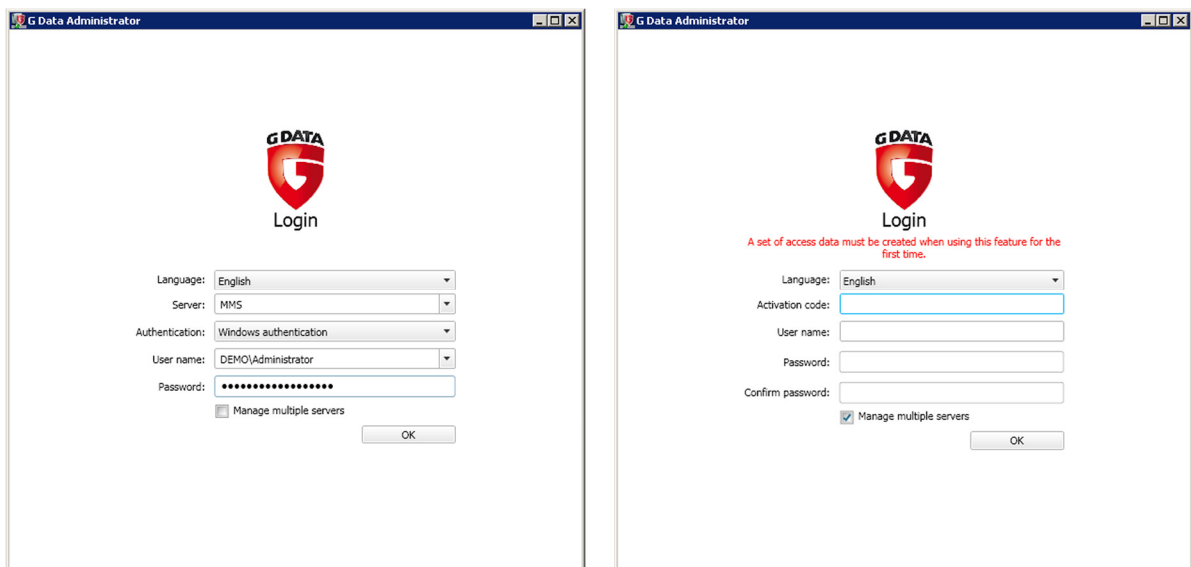 G Data Administrator
G DATA
Login
Language: English
Server: MMS
Authentication: Windows authentication
User name: DEMO\Administrator
Password: ••••••••••••••••••
Manage multiple servers
OK
G Data Administrator
G DATA
Login
A set of access data must be created when using this feature for the
first time.
Language: English
Activation code:
User name:
Password:
Confirm password:
Manage multiple servers
OK